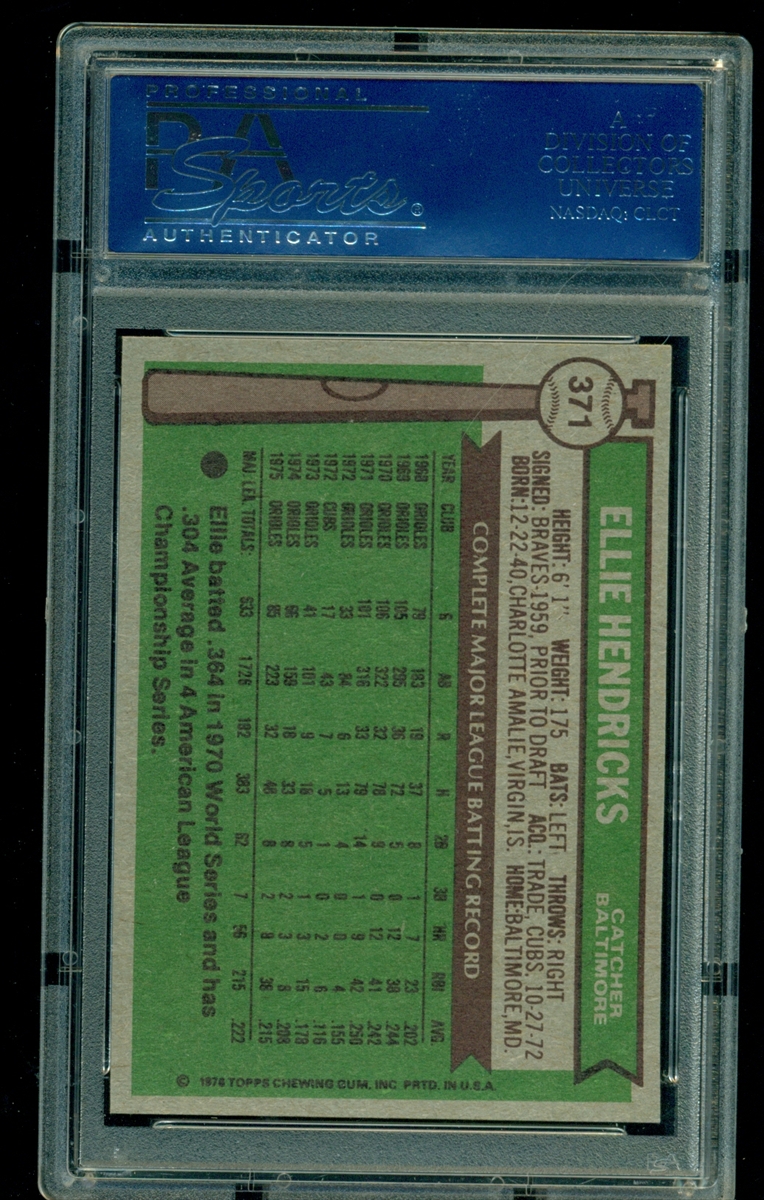 PROFESSIONAL
PSA
Sports®
AUTHENTICATOR
A
DIVISION OF
COLLECTORS
UNIVERSE
NASDAQ: CLCT
371
ELLIE HENDRICKS
CATCHER
BALTIMORE
HEIGHT: 6' 1" WEIGHT: 175 BATS: LEFT THROWS: RIGHT
SIGNED: BRAVES-1959, PRIOR TO DRAFT ACQ.: TRADE, CUBS, 10-27-72
BORN: 12-22-40, CHARLOTTE AMALIE, VIRGIN, IS. HOME: BALTIMORE, MD.
COMPLETE MAJOR LEAGUE BATTING RECORD
YEAR CLUB G AB R H 2B 3B HR RBI AVG.
1968 ORIOLES 79 183 19 37 8 1 7 23 .202
1969 ORIOLES 105 295 36 72 5 0 12 38 .244
1970 ORIOLES 106 322 32 78 9 0 12 41 .242
1971 ORIOLES 101 316 33 79 14 1 9 42 .250
1972 ORIOLES 33 84 6 13 4 0 0 4 .155
1972 CUBS 17 43 7 5 1 0 2 6 .116
1973 ORIOLES 41 101 9 18 5 1 3 15 .178
1974 ORIOLES 66 159 18 33 8 2 3 8 .208
1975 ORIOLES 85 223 32 48 8 2 8 38 .215
MAJ. LEA. TOTALS: 633 1726 192 383 62 7 56 215 .222
Ellie batted .364 in 1970 World Series and has
.304 Average in 4 American League
Championship Series.
© 1976 TOPPS CHEWING GUM, INC. PRTD. IN U.S.A.